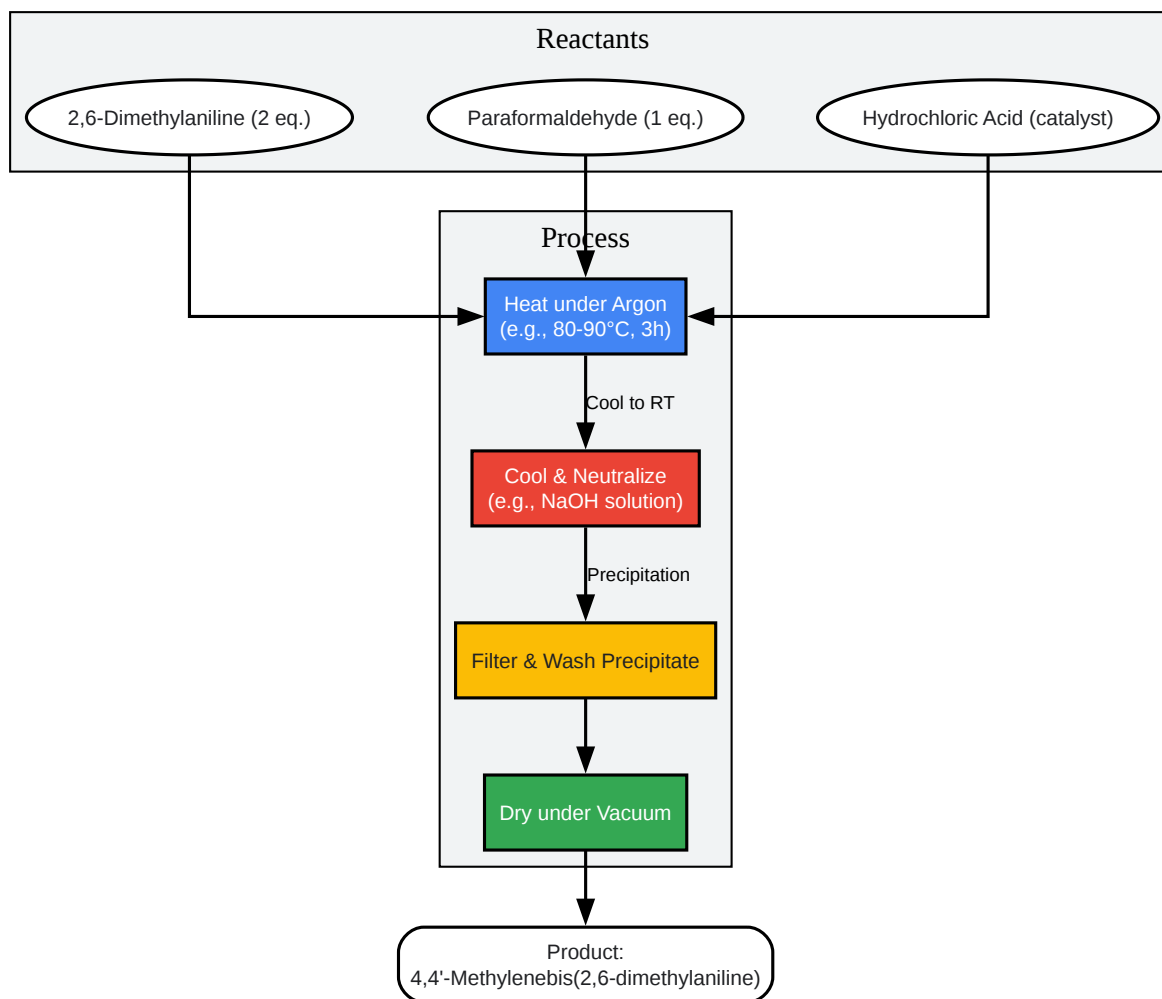 Reactants
2,6-Dimethylaniline (2 eq.)
Paraformaldehyde (1 eq.)
Hydrochloric Acid (catalyst)
Process
Heat under Argon
(e.g., 80-90°C, 3h)
Cool to RT
Cool & Neutralize
(e.g., NaOH solution)
Precipitation
Filter & Wash Precipitate
Dry under Vacuum
Product:
4,4'-Methylenebis(2,6-dimethylaniline)